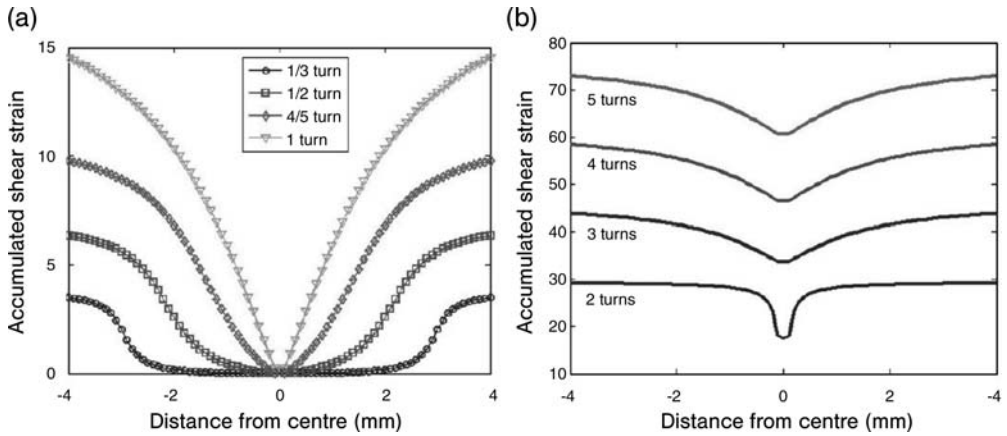 (a)
15
10
5
0
Accumulated shear strain
1/3 turn
1/2 turn
4/5 turn
1 turn
-4 -2 0 2 4
Distance from centre (mm)
(b)
80
70
60
50
40
30
20
10
Accumulated shear strain
5 turns
4 turns
3 turns
2 turns
-4 -2 0 -2 -4
Distance from centre (mm)